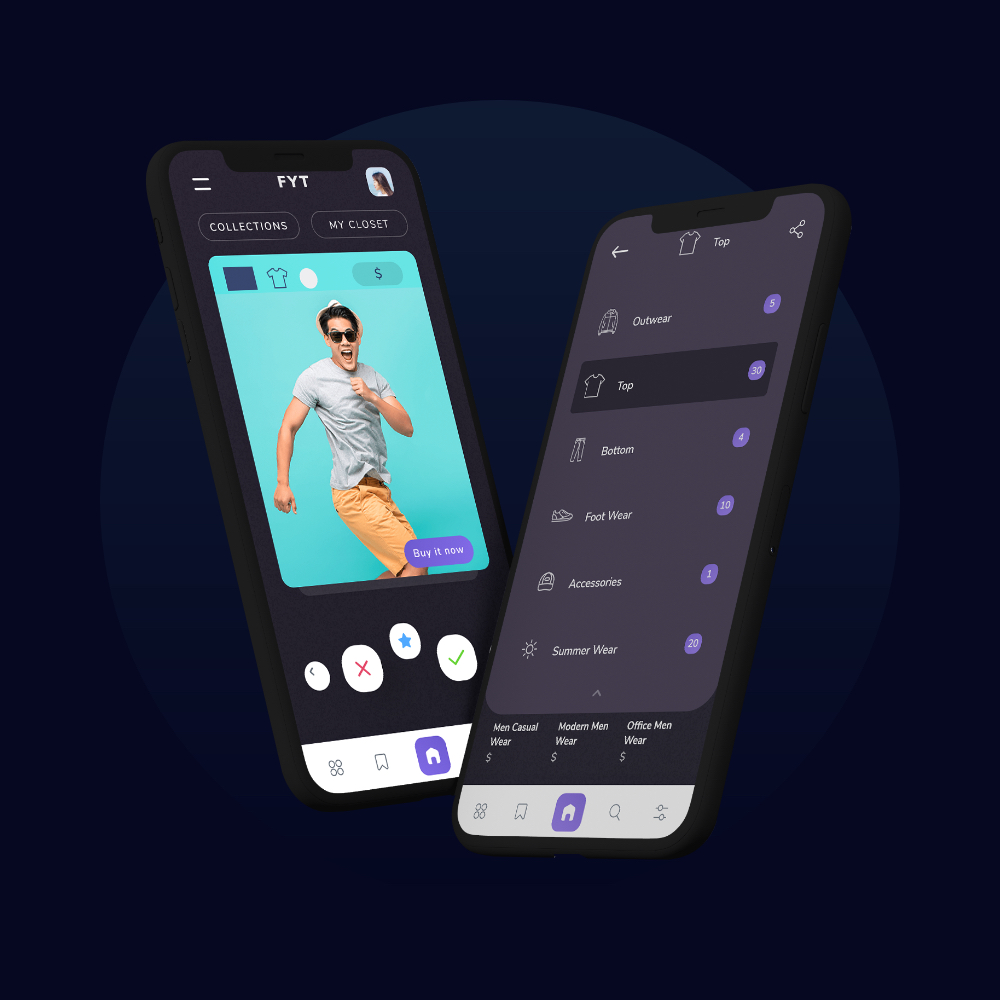 FYT
COLLECTIONS
MY CLOSET
$
Buy it now
Top
Outwear
5
Top
30
Bottom
4
Foot Wear
10
Accessories
1
Summer Wear
20
Men Casual
Wear
$
Modern Men
Wear
$
Office Men
Wear
$